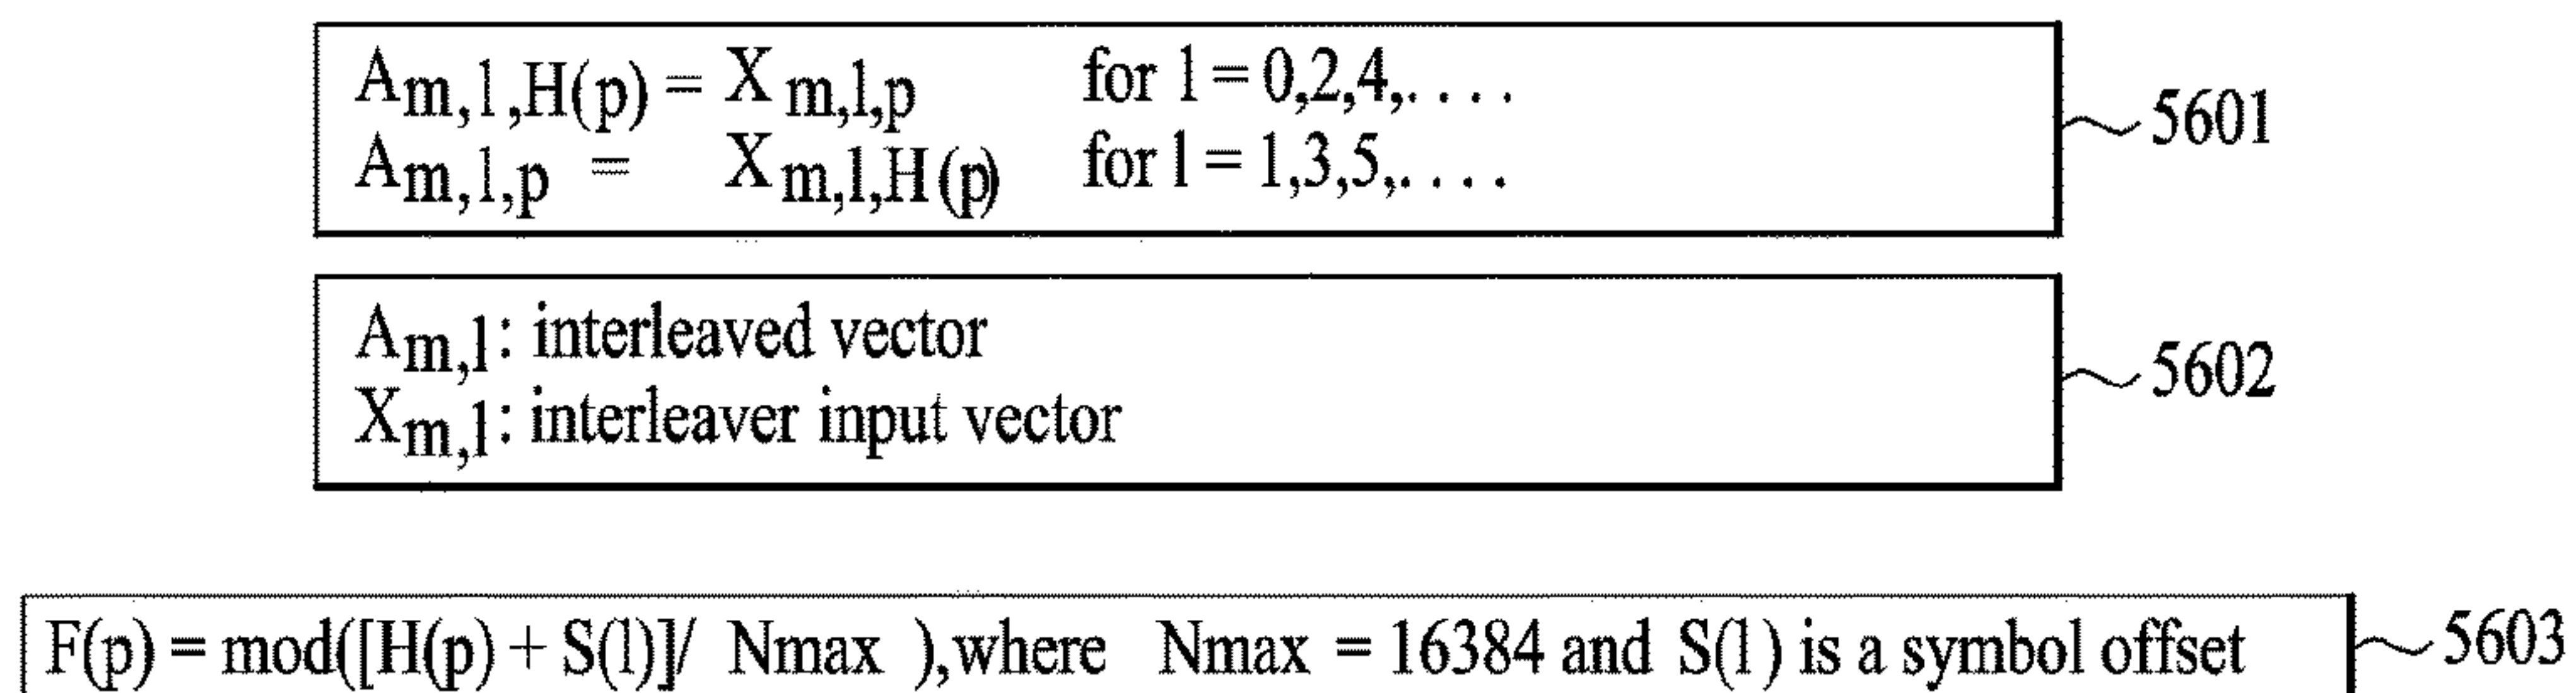 Am,l,H(p) = Xm,l,p for l = 0,2,4,. . . .
Am,l,p = Xm,l,H(p) for l = 1,3,5,. . . .
5601
Am,l: interleaved vector
Xm,l: interleaver input vector
5602
F(p) = mod([H(p) + S(l)]/ Nmax ),where Nmax = 16384 and S(l) is a symbol offset
5603